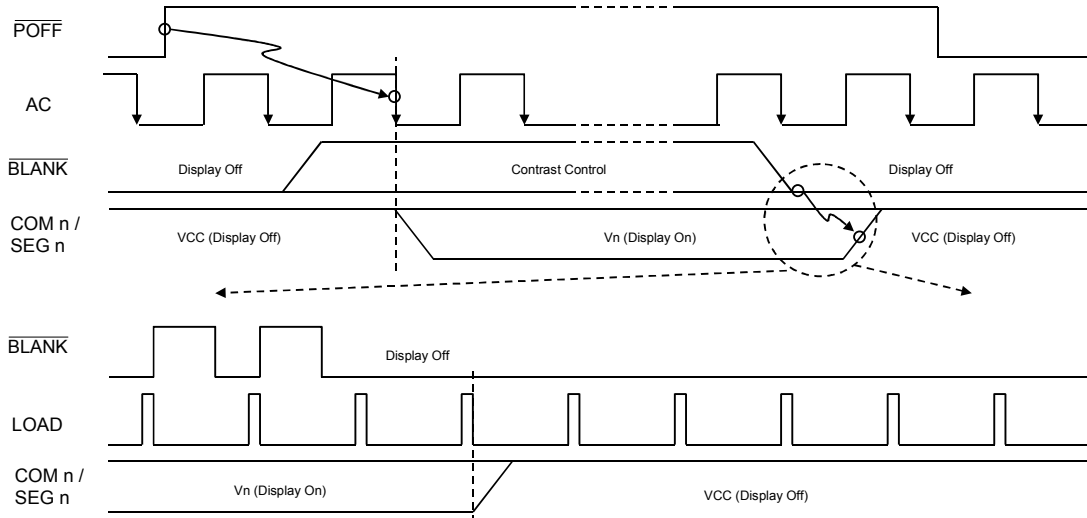 POFF
AC
BLANK
Display Off
Contrast Control
Display Off
COM n /
SEG n
VCC (Display Off)
Vn (Display On)
VCC (Display Off)
BLANK
Display Off
LOAD
COM n /
SEG n
Vn (Display On)
VCC (Display Off)